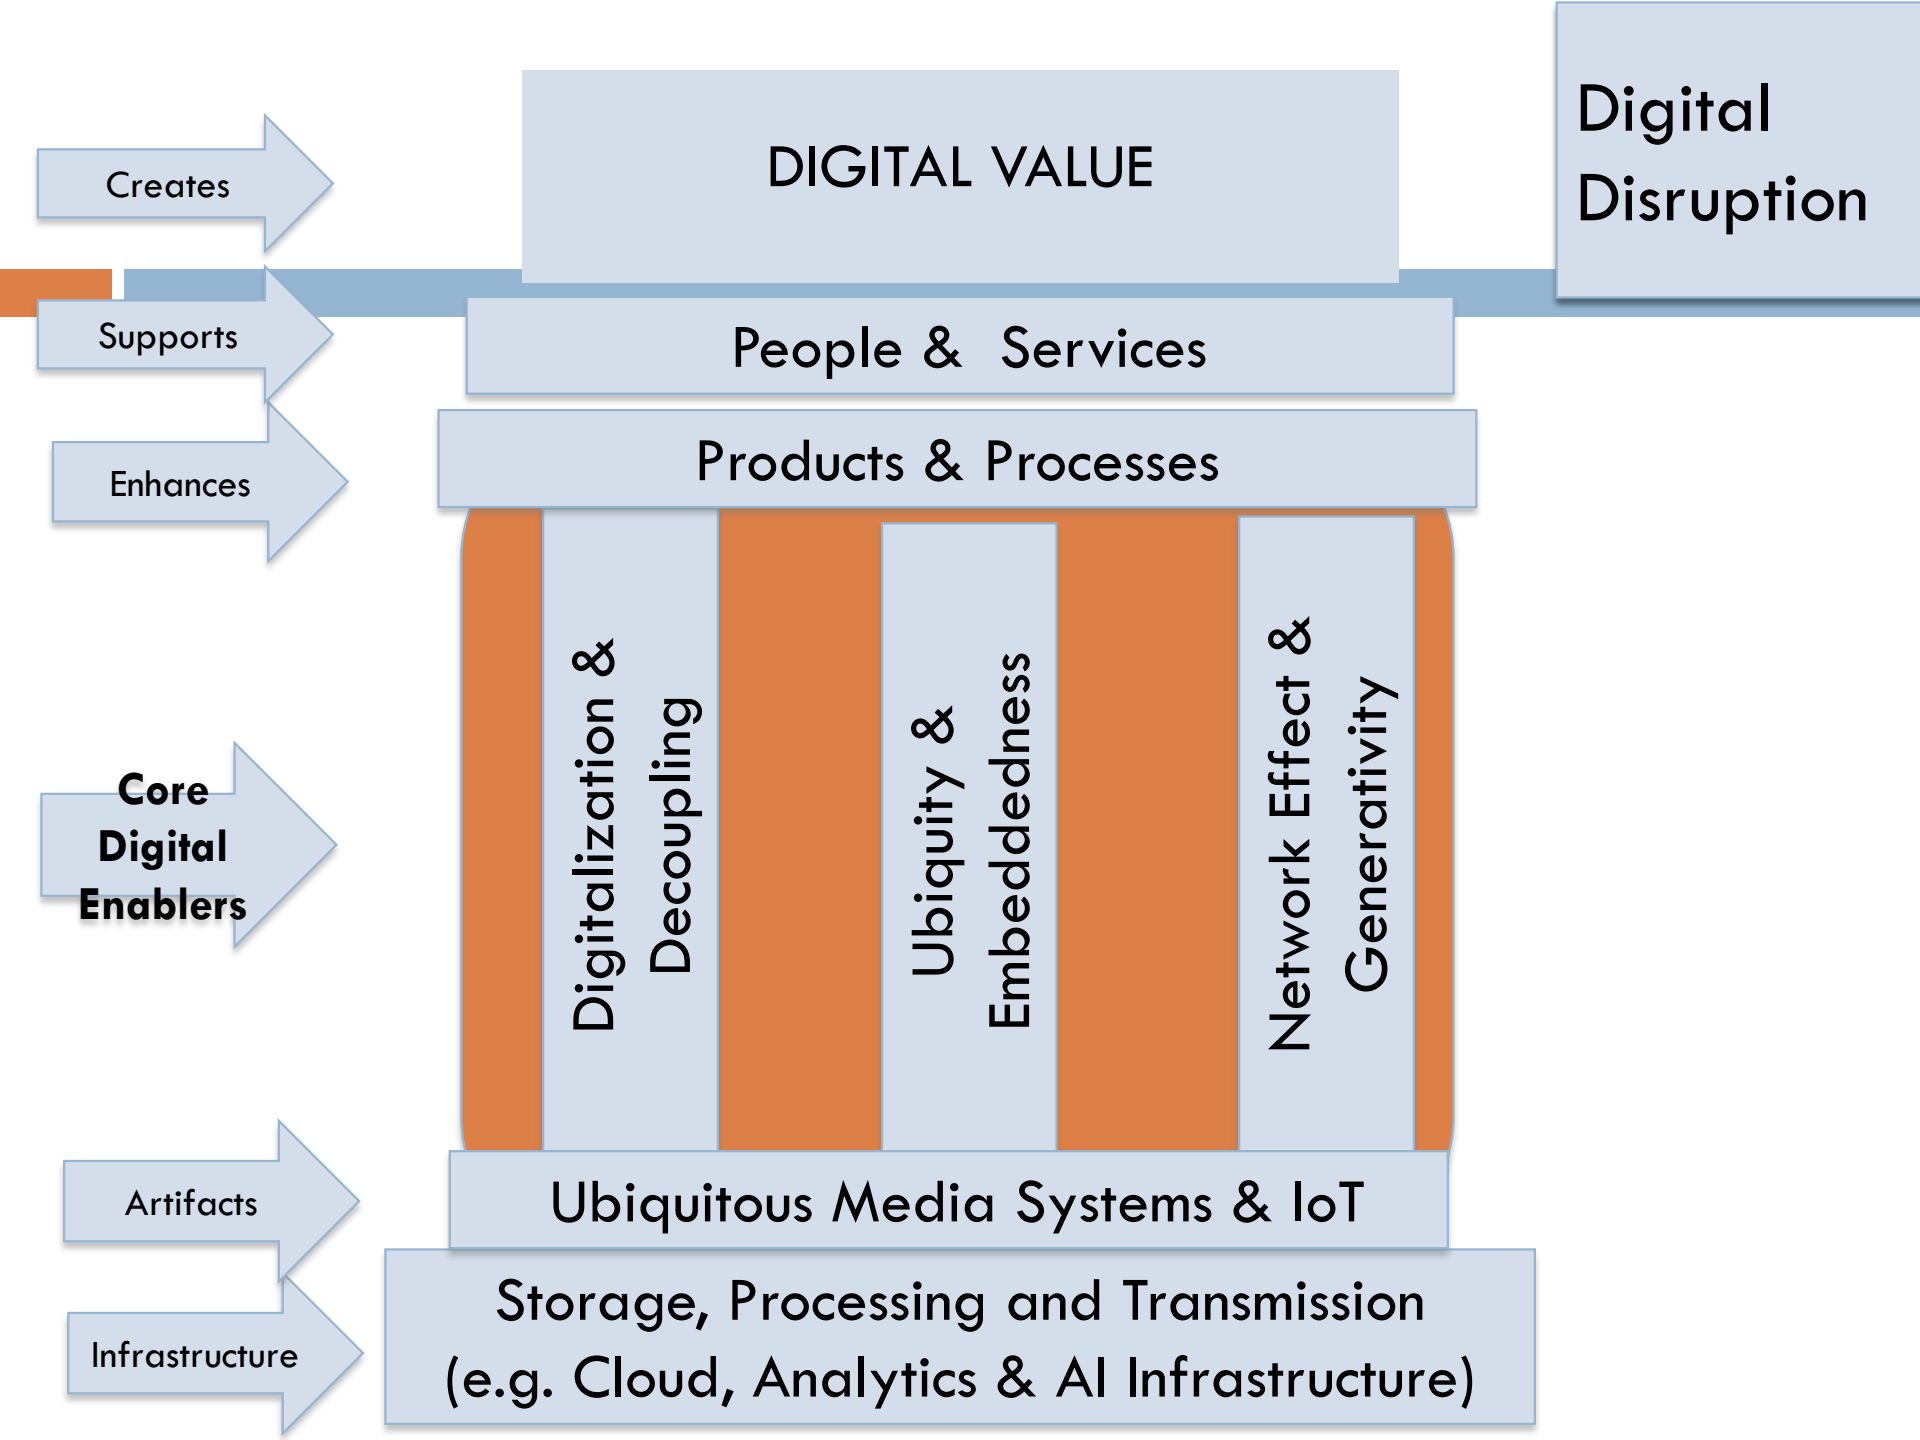 Digital
Disruption
Creates
DIGITAL VALUE
Supports
People &  Services
Enhances
Products & Processes
Core
Digital
Enablers
Digitalization &
Decoupling
Ubiquity &
Embeddedness
Network Effect &
Generativity
Artifacts
Ubiquitous Media Systems & IoT
Infrastructure
Storage, Processing and Transmission
(e.g. Cloud, Analytics & AI Infrastructure)